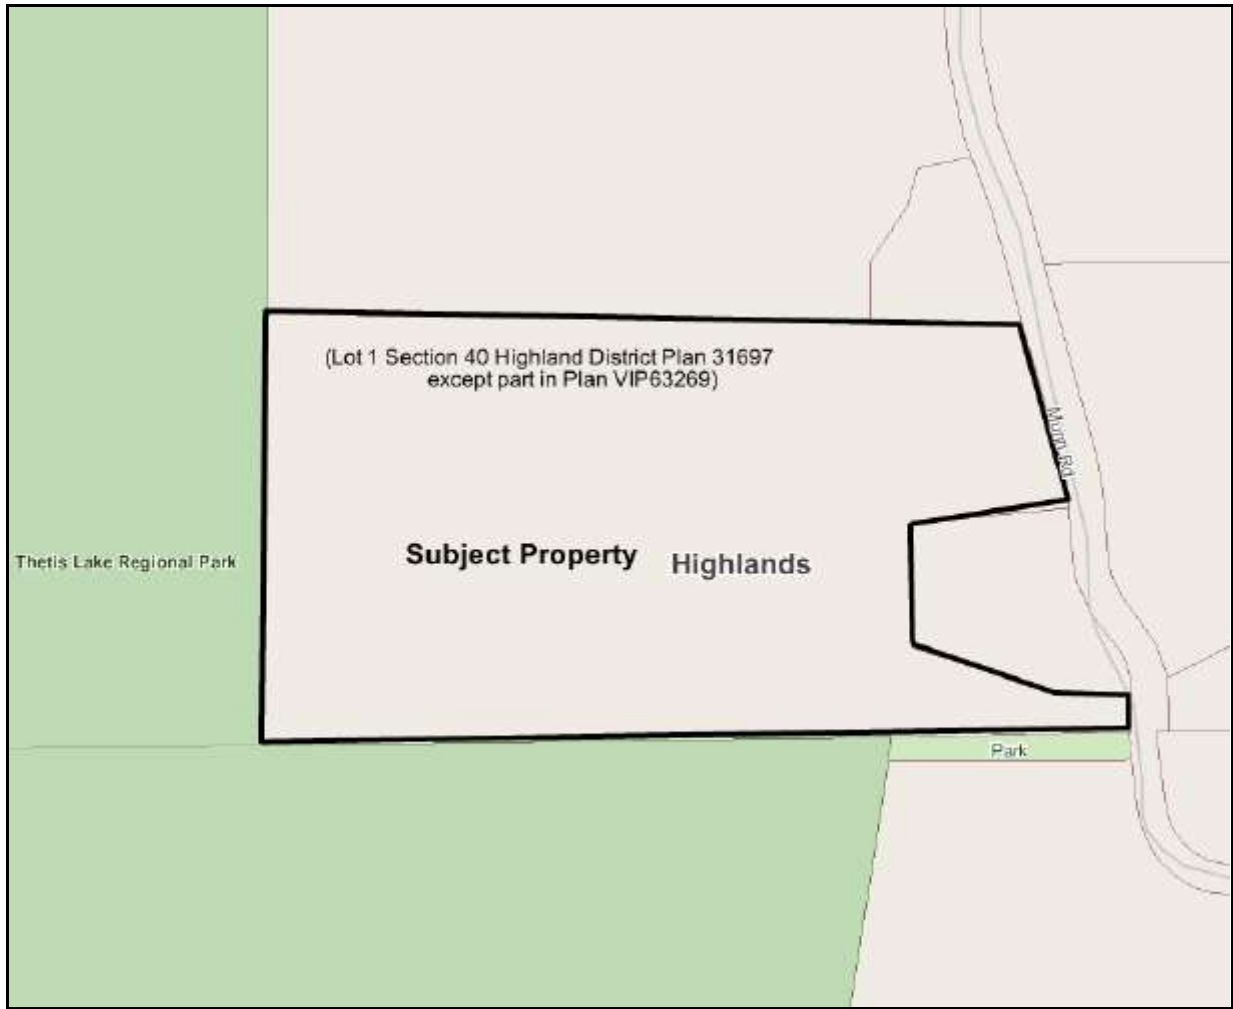 (Lot 1 Section 40 Highland District Plan 31697
except part in Plan VIP63269)
Munn Rd
Thetis Lake Regional Park
Subject Property
Highlands
Park